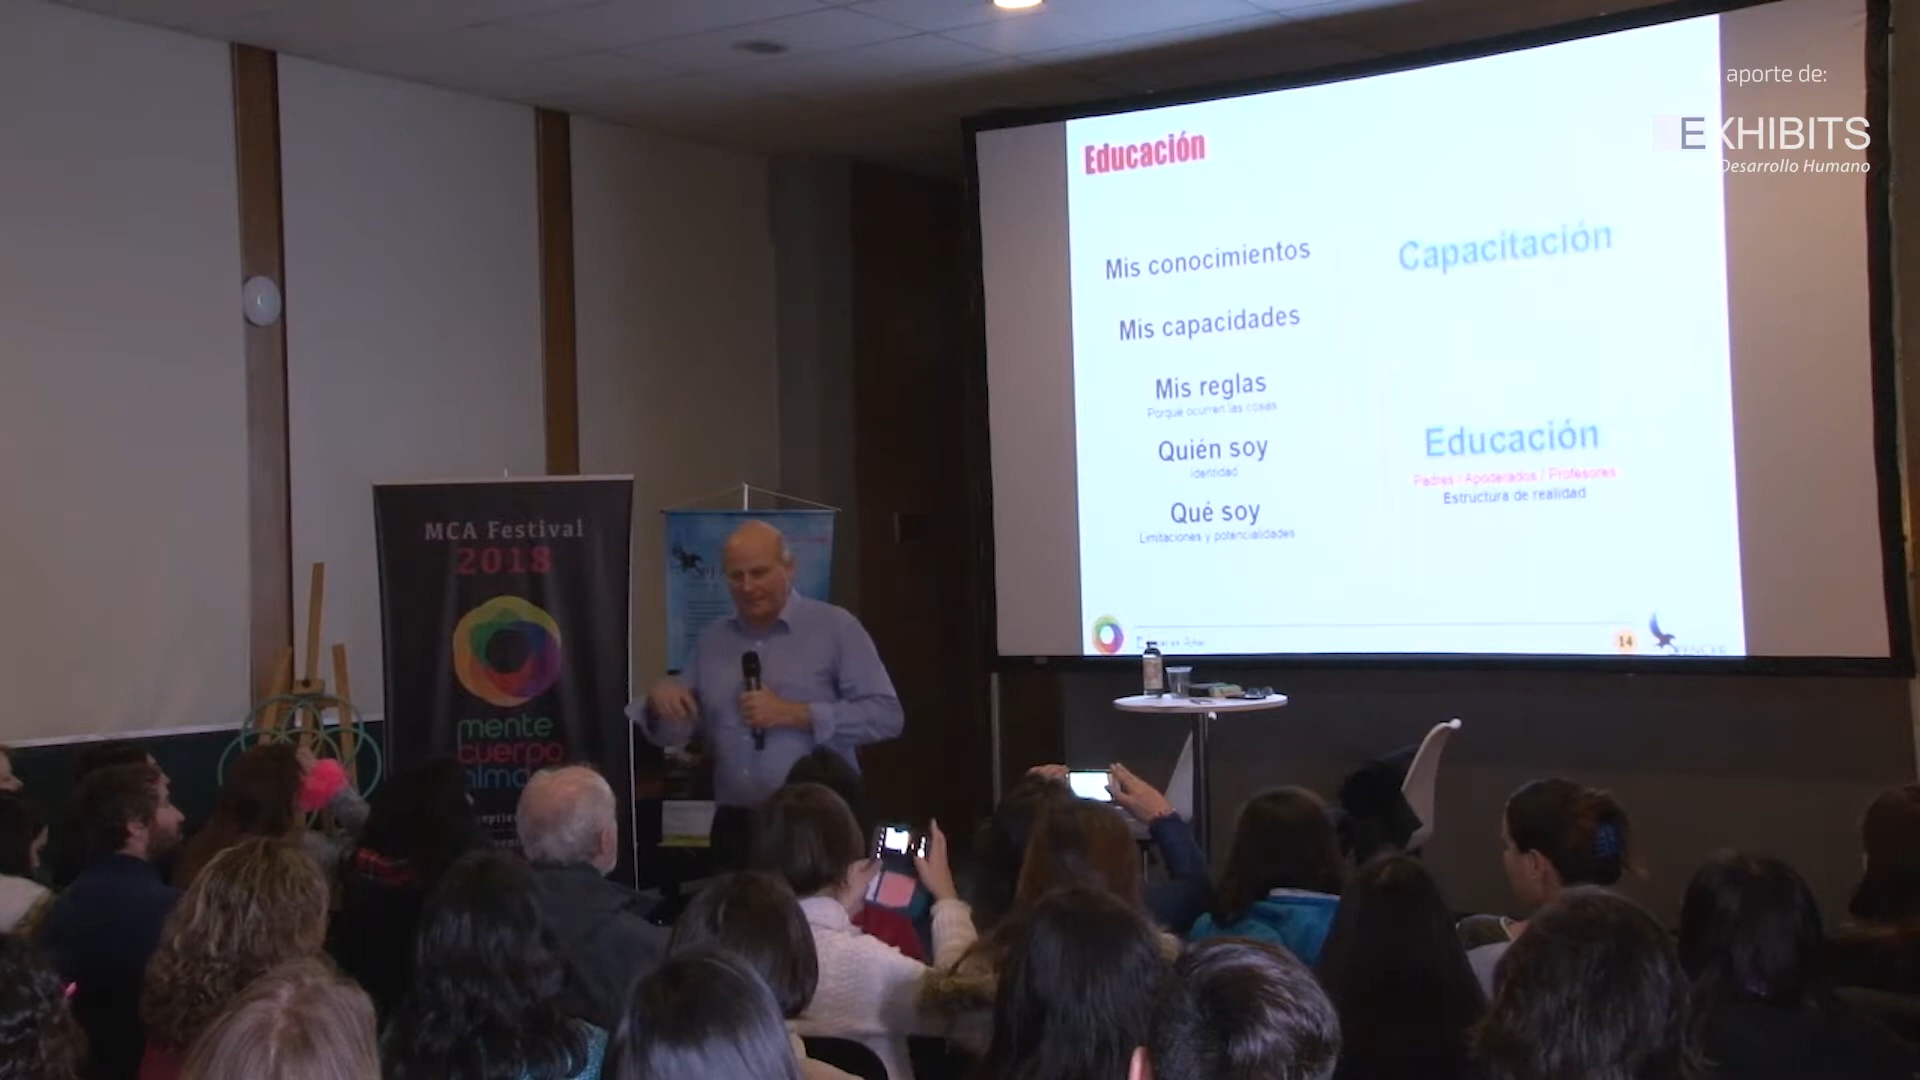 aporte de:
EXHIBITS
Desarrollo Humano
Educación
Mis conocimientos
Capacitación
Mis capacidades
Mis reglas
Porque ocurren las cosas
Quién soy
Identidad
Qué soy
Limitaciones y potencialidades
Educación
Padres / Apoderados / Profesores
Estructura de realidad
14
SPENCER
MCA Festival
2018
mente
cuerpo
alma